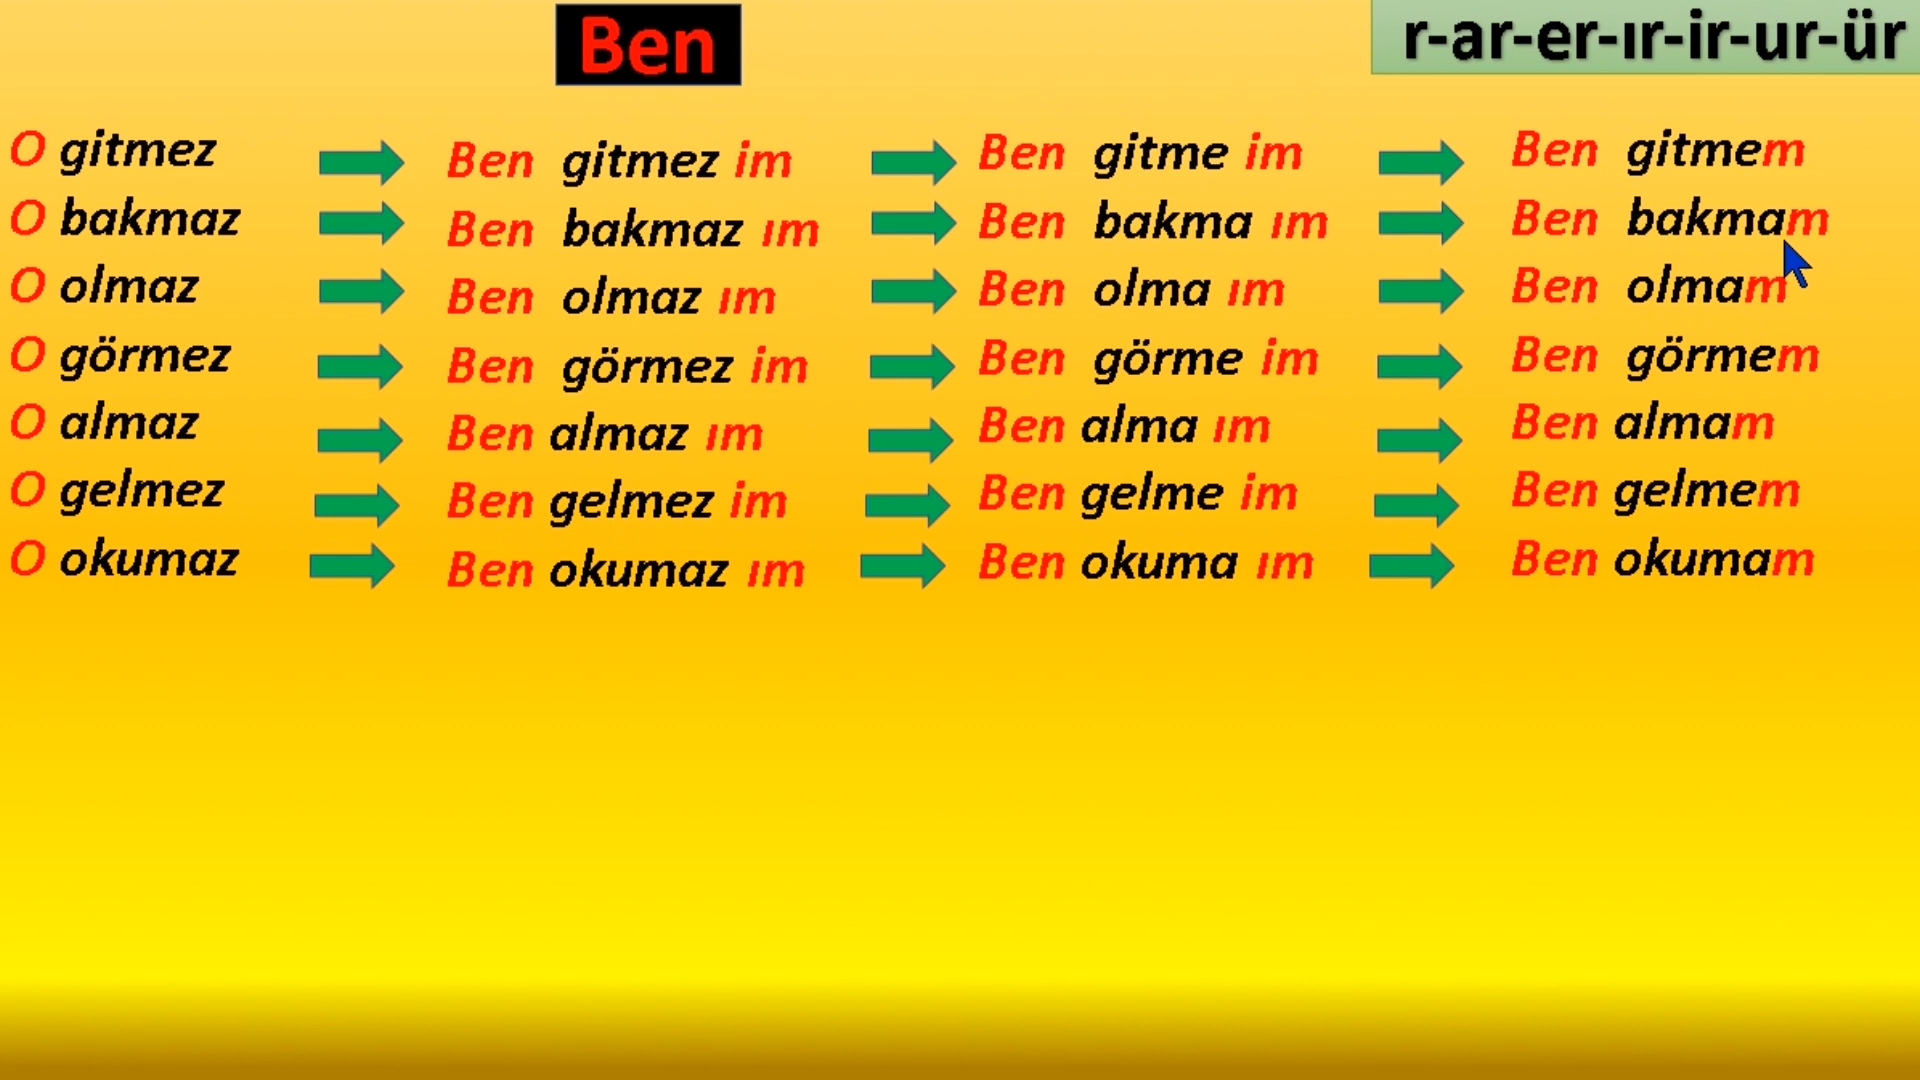 Ben
r-ar-er-ır-ir-ur-ür
O gitmez Ben gitmez im Ben gitme im Ben gitmem
O bakmaz Ben bakmaz ım Ben bakma ım Ben bakmam
O olmaz Ben olmaz ım Ben olma ım Ben olmam
O görmez Ben görmez im Ben görme im Ben görmem
O almaz Ben almaz ım Ben alma ım Ben almam
O gelmez Ben gelmez im Ben gelme im Ben gelmem
O okumaz Ben okumaz ım Ben okuma ım Ben okumam